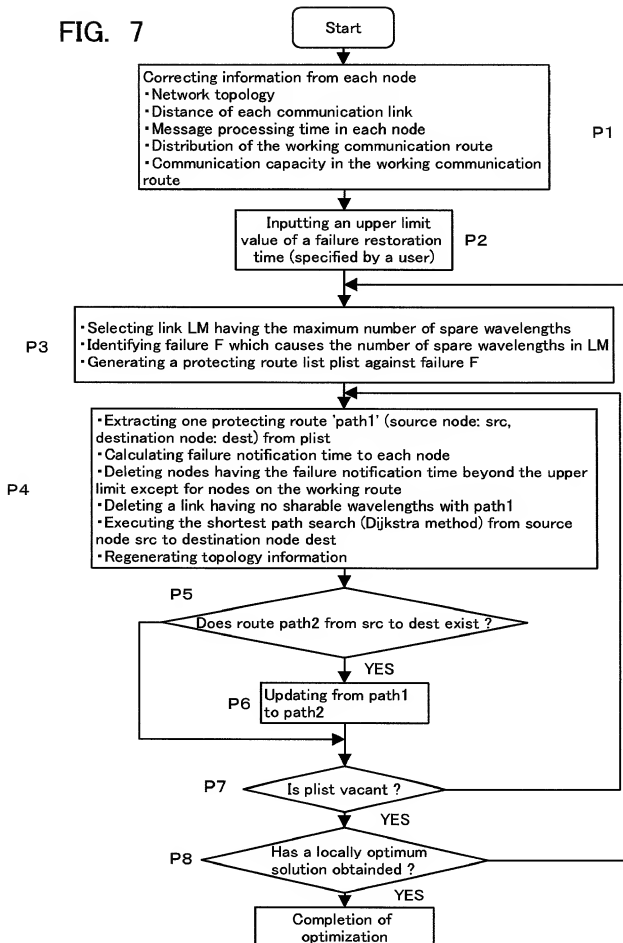 FIG. 7
Start
Correcting information from each node
・Network topology
・Distance of each communication link
・Message processing time in each node
・Distribution of the working communication route
・Communication capacity in the working communication
route
P1
Inputting an upper limit
value of a failure restoration
time (specified by a user)
P2
・Selecting link LM having the maximum number of spare wavelengths
・Identifying failure F which causes the number of spare wavelengths in LM
・Generating a protecting route list plist against failure F
P3
・Extracting one protecting route 'path1' (source node: src,
destination node: dest) from plist
・Calculating failure notification time to each node
・Deleting nodes having the failure notification time beyond the upper
limit except for nodes on the working route
・Deleting a link having no sharable wavelengths with path1
・Executing the shortest path search (Dijkstra method) from source
node src to destination node dest
・Regenerating topology information
P4
P5
Does route path2 from src to dest exist ?
YES
P6
Updating from path1
to path2
P7
Is plist vacant ?
YES
P8
Has a locally optimum
solution obtainded ?
YES
Completion of
optimization